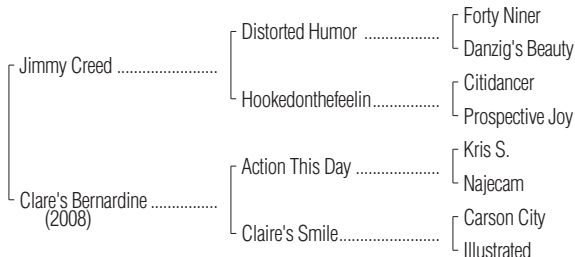 Forty Niner
Distorted Humor ..................
Danzig's Beauty
Jimmy Creed ........................
Citidancer
Hookedonthefeelin................
Prospective Joy
Kris S.
Action This Day ....................
Najecam
Clare's Bernardine ................
(2008)
Carson City
Claire's Smile........................
Illustrated